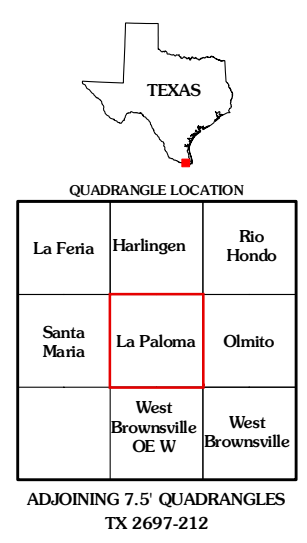 TEXAS
QUADRANGLE LOCATION
La Feria
Harlingen
Rio
Hondo
Santa
Maria
La Paloma
Olmito
West
Brownsville
OE W
West
Brownsville
ADJOINING 7.5' QUADRANGLES
TX 2697-212